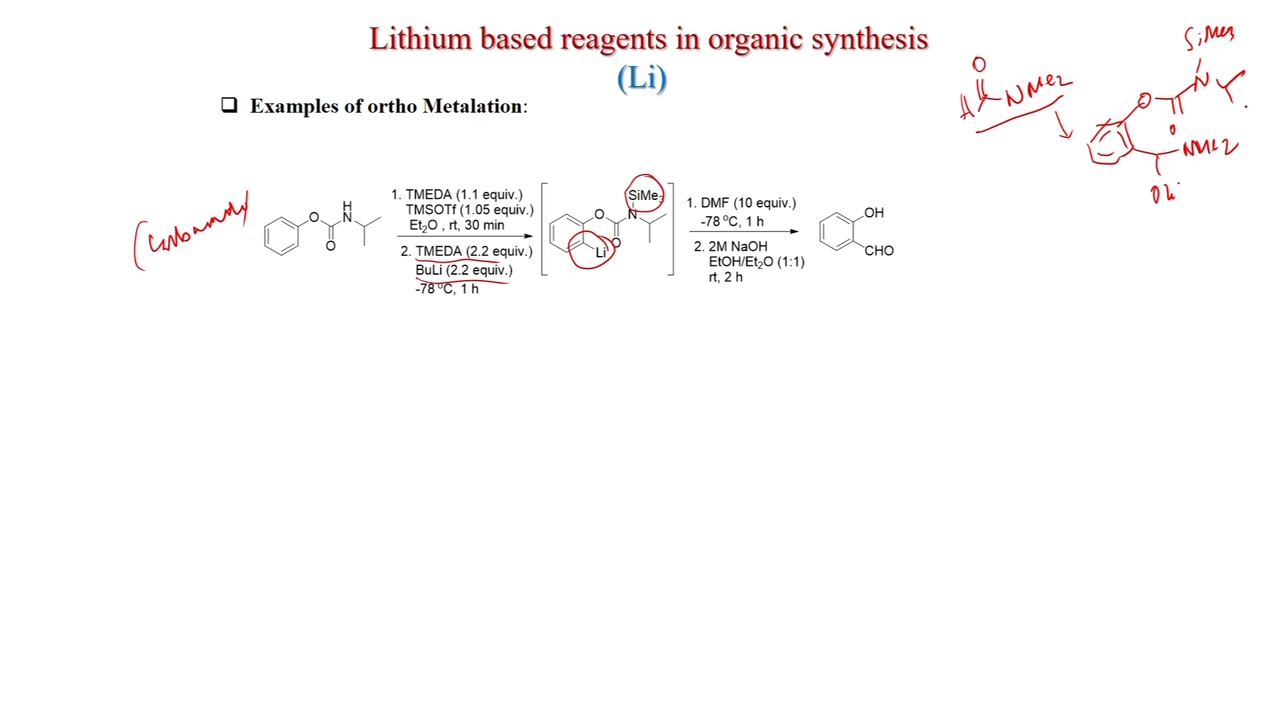 Lithium based reagents in organic synthesis
(Li)
❑ Examples of ortho Metalation:
1. TMEDA (1.1 equiv.)
TMSOTf (1.05 equiv.)
Et₂O , rt, 30 min
2. TMEDA (2.2 equiv.)
BuLi (2.2 equiv.)
-78 ºC, 1 h
1. DMF (10 equiv.)
-78 ºC, 1 h
2. 2M NaOH
EtOH/Et₂O (1:1)
rt, 2 h
O
H
N
O
SiMe₃
O
N
O
Li
OH
CHO
O
H NMe2
SiMe3
O
N
O
NMe2
OLi